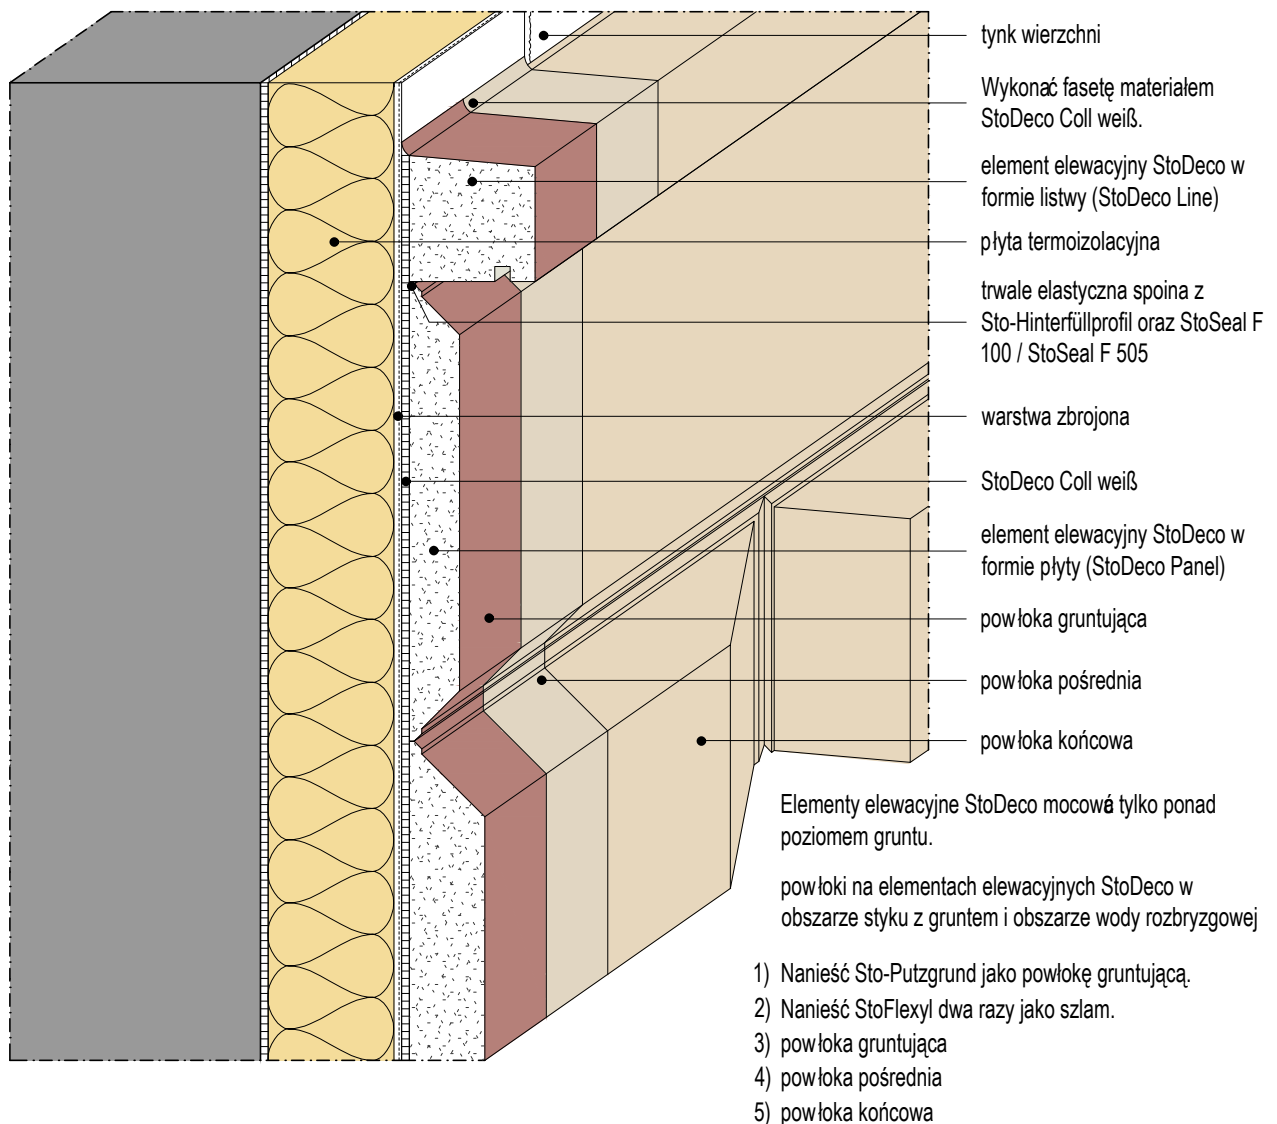 tynk wierzchni
Wykonać fasetę materiałem
StoDeco Coll weiß.
element elewacyjny StoDeco w
formie listwy (StoDeco Line)
płyta termoizolacyjna
trwale elastyczna spoina z
Sto-Hinterfüllprofil oraz StoSeal F
100 / StoSeal F 505
warstwa zbrojona
StoDeco Coll weiß
element elewacyjny StoDeco w
formie płyty (StoDeco Panel)
powłoka gruntująca
powłoka pośrednia
powłoka końcowa
Elementy elewacyjne StoDeco mocować tylko ponad
poziomem gruntu.
powłoki na elementach elewacyjnych StoDeco w
obszarze styku z gruntem i obszarze wody rozbryzgowej
1) Nanieść Sto-Putzgrund jako powłokę gruntującą.
2) Nanieść StoFlexyl dwa razy jako szlam.
3) powłoka gruntująca
4) powłoka pośrednia
5) powłoka końcowa